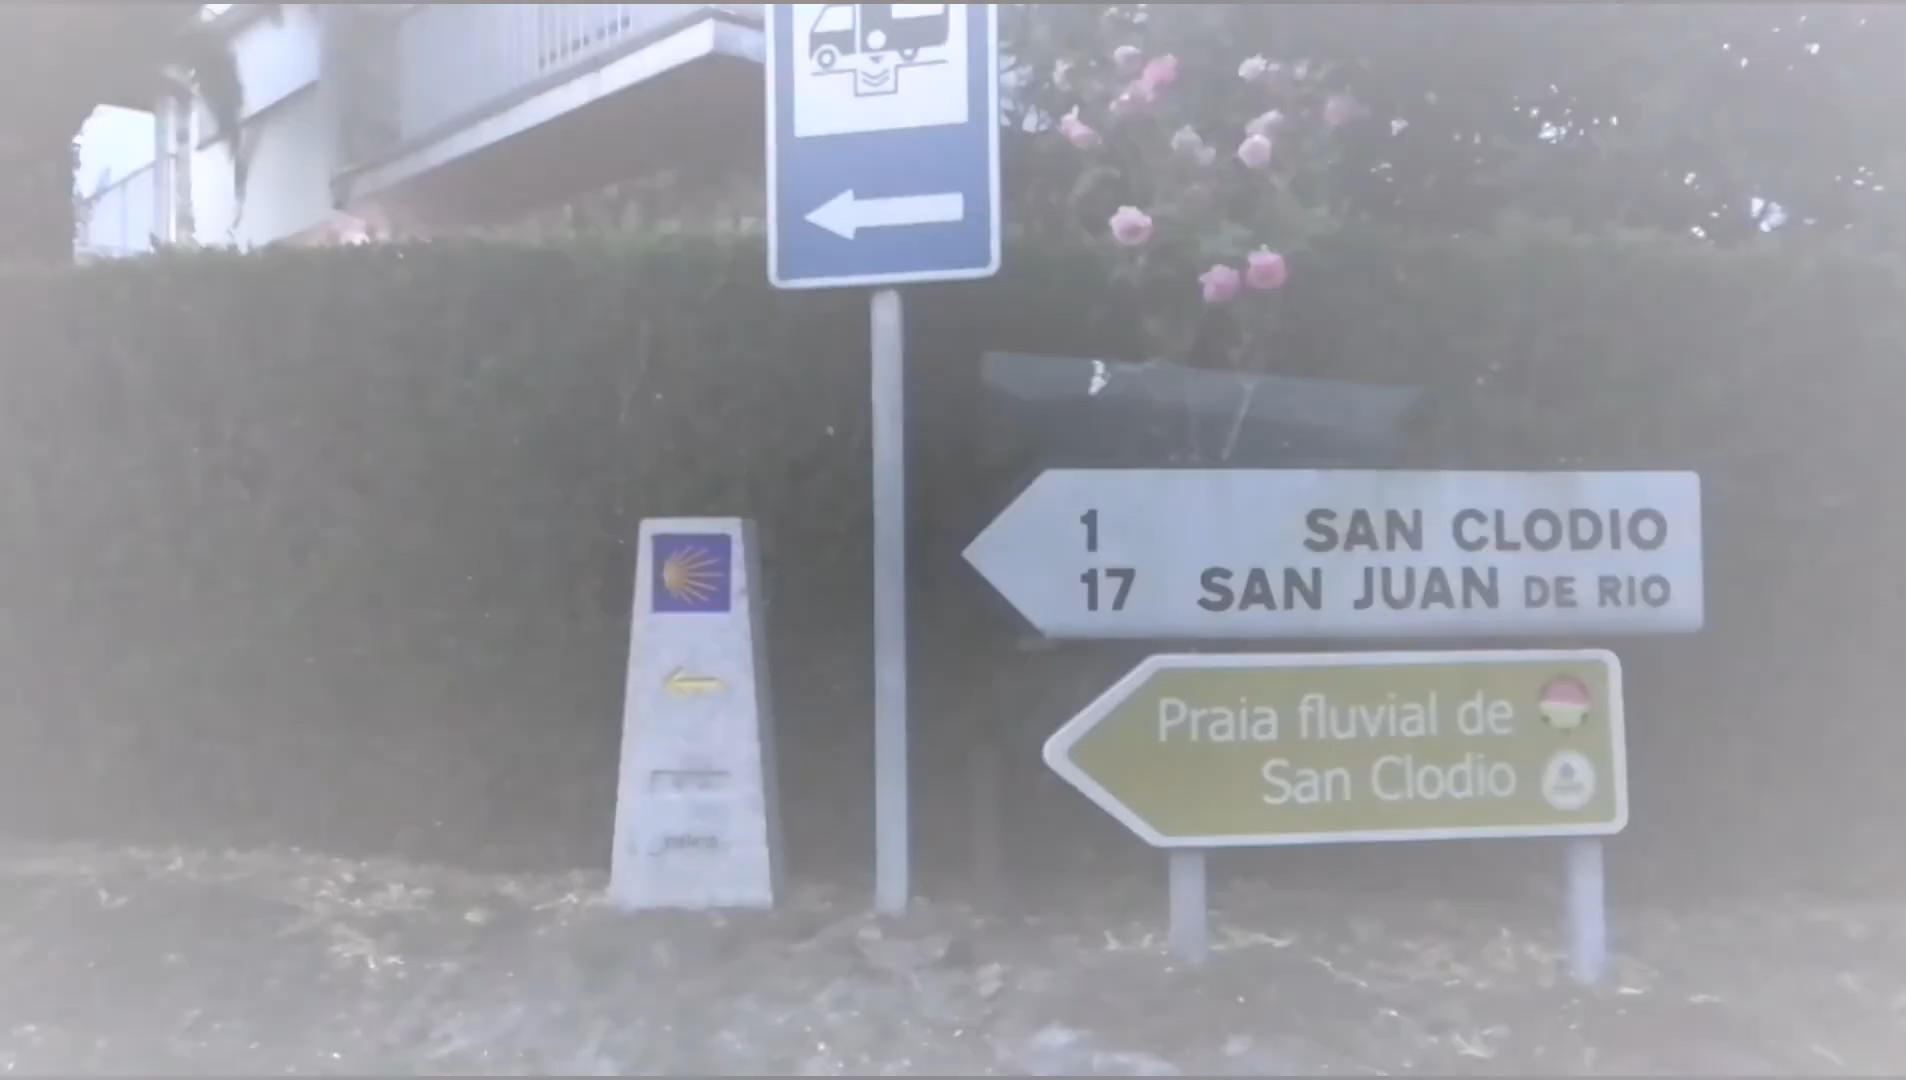 1 SAN CLODIO
17 SAN JUAN DE RIO
Praia fluvial de
San Clodio